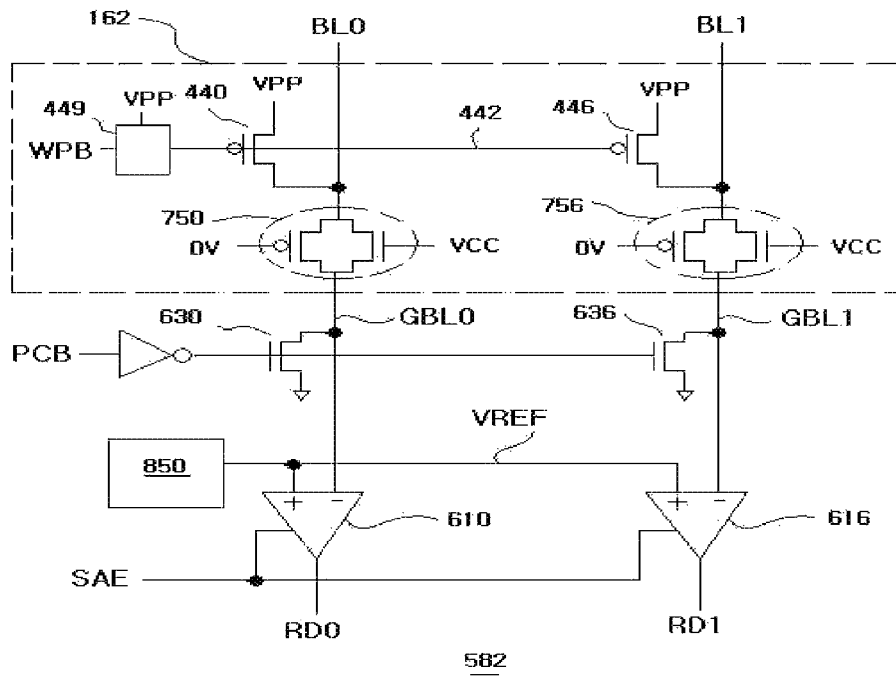 162
BL0
BL1
449
VPP
440
VPP
442
446
VPP
WPB
750
756
0V
VCC
0V
VCC
630
GBL0
636
GBL1
PCB
VREF
850
+
-
610
+
-
616
SAE
RD0
RD1
582